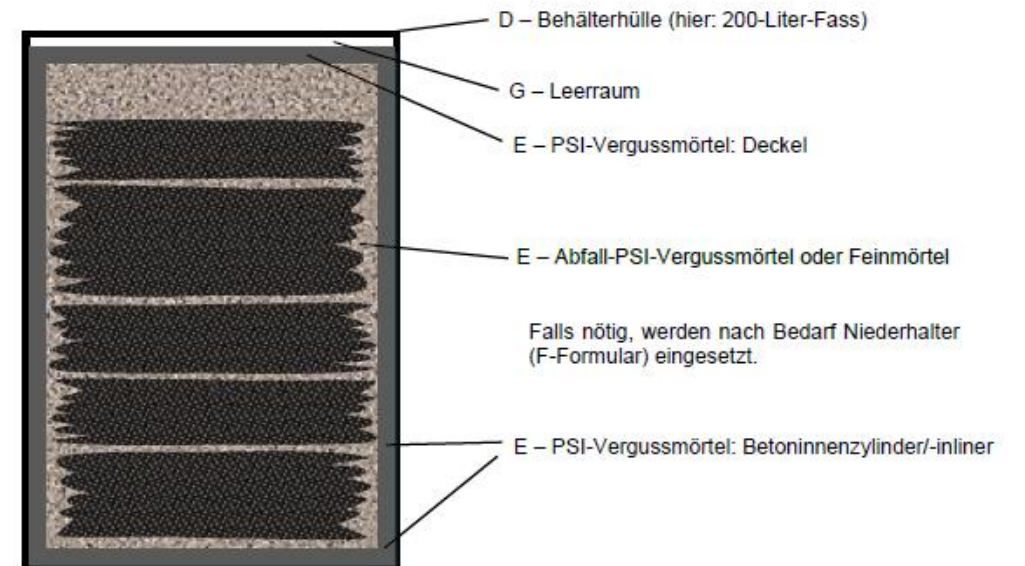 D – Behälterhülle (hier: 200-Liter-Fass)
G – Leerraum
E – PSI-Vergussmörtel: Deckel
E – Abfall-PSI-Vergussmörtel oder Feinmörtel
Falls nötig, werden nach Bedarf Niederhalter
(F-Formular) eingesetzt.
E – PSI-Vergussmörtel: Betoninnenzylinder/-inliner